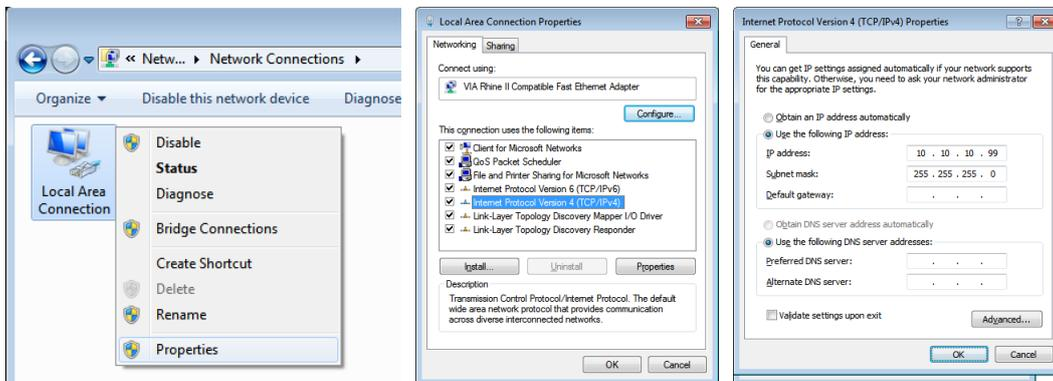 « Netw... ▸ Network Connections ▸
Organize ▾ Disable this network device Diagnose
Local Area
Connection
Disable
Status
Diagnose
Bridge Connections
Create Shortcut
Delete
Rename
Properties
Local Area Connection Properties
Networking Sharing
Connect using:
VIA Rhine II Compatible Fast Ethernet Adapter
Configure...
This connection uses the following items:
Client for Microsoft Networks
QoS Packet Scheduler
File and Printer Sharing for Microsoft Networks
Internet Protocol Version 6 (TCP/IPv6)
Internet Protocol Version 4 (TCP/IPv4)
Link-Layer Topology Discovery Mapper I/O Driver
Link-Layer Topology Discovery Responder
Install... Uninstall Properties
Description
Transmission Control Protocol/Internet Protocol. The default
wide area network protocol that provides communication
across diverse interconnected networks.
OK Cancel
Internet Protocol Version 4 (TCP/IPv4) Properties
General
You can get IP settings assigned automatically if your network supports
this capability. Otherwise, you need to ask your network administrator
for the appropriate IP settings.
Obtain an IP address automatically
Use the following IP address:
IP address: 10 . 10 . 10 . 99
Subnet mask: 255 . 255 . 255 . 0
Default gateway: . . .
Obtain DNS server address automatically
Use the following DNS server addresses:
Preferred DNS server: . . .
Alternate DNS server: . . .
Validate settings upon exit
Advanced...
OK Cancel